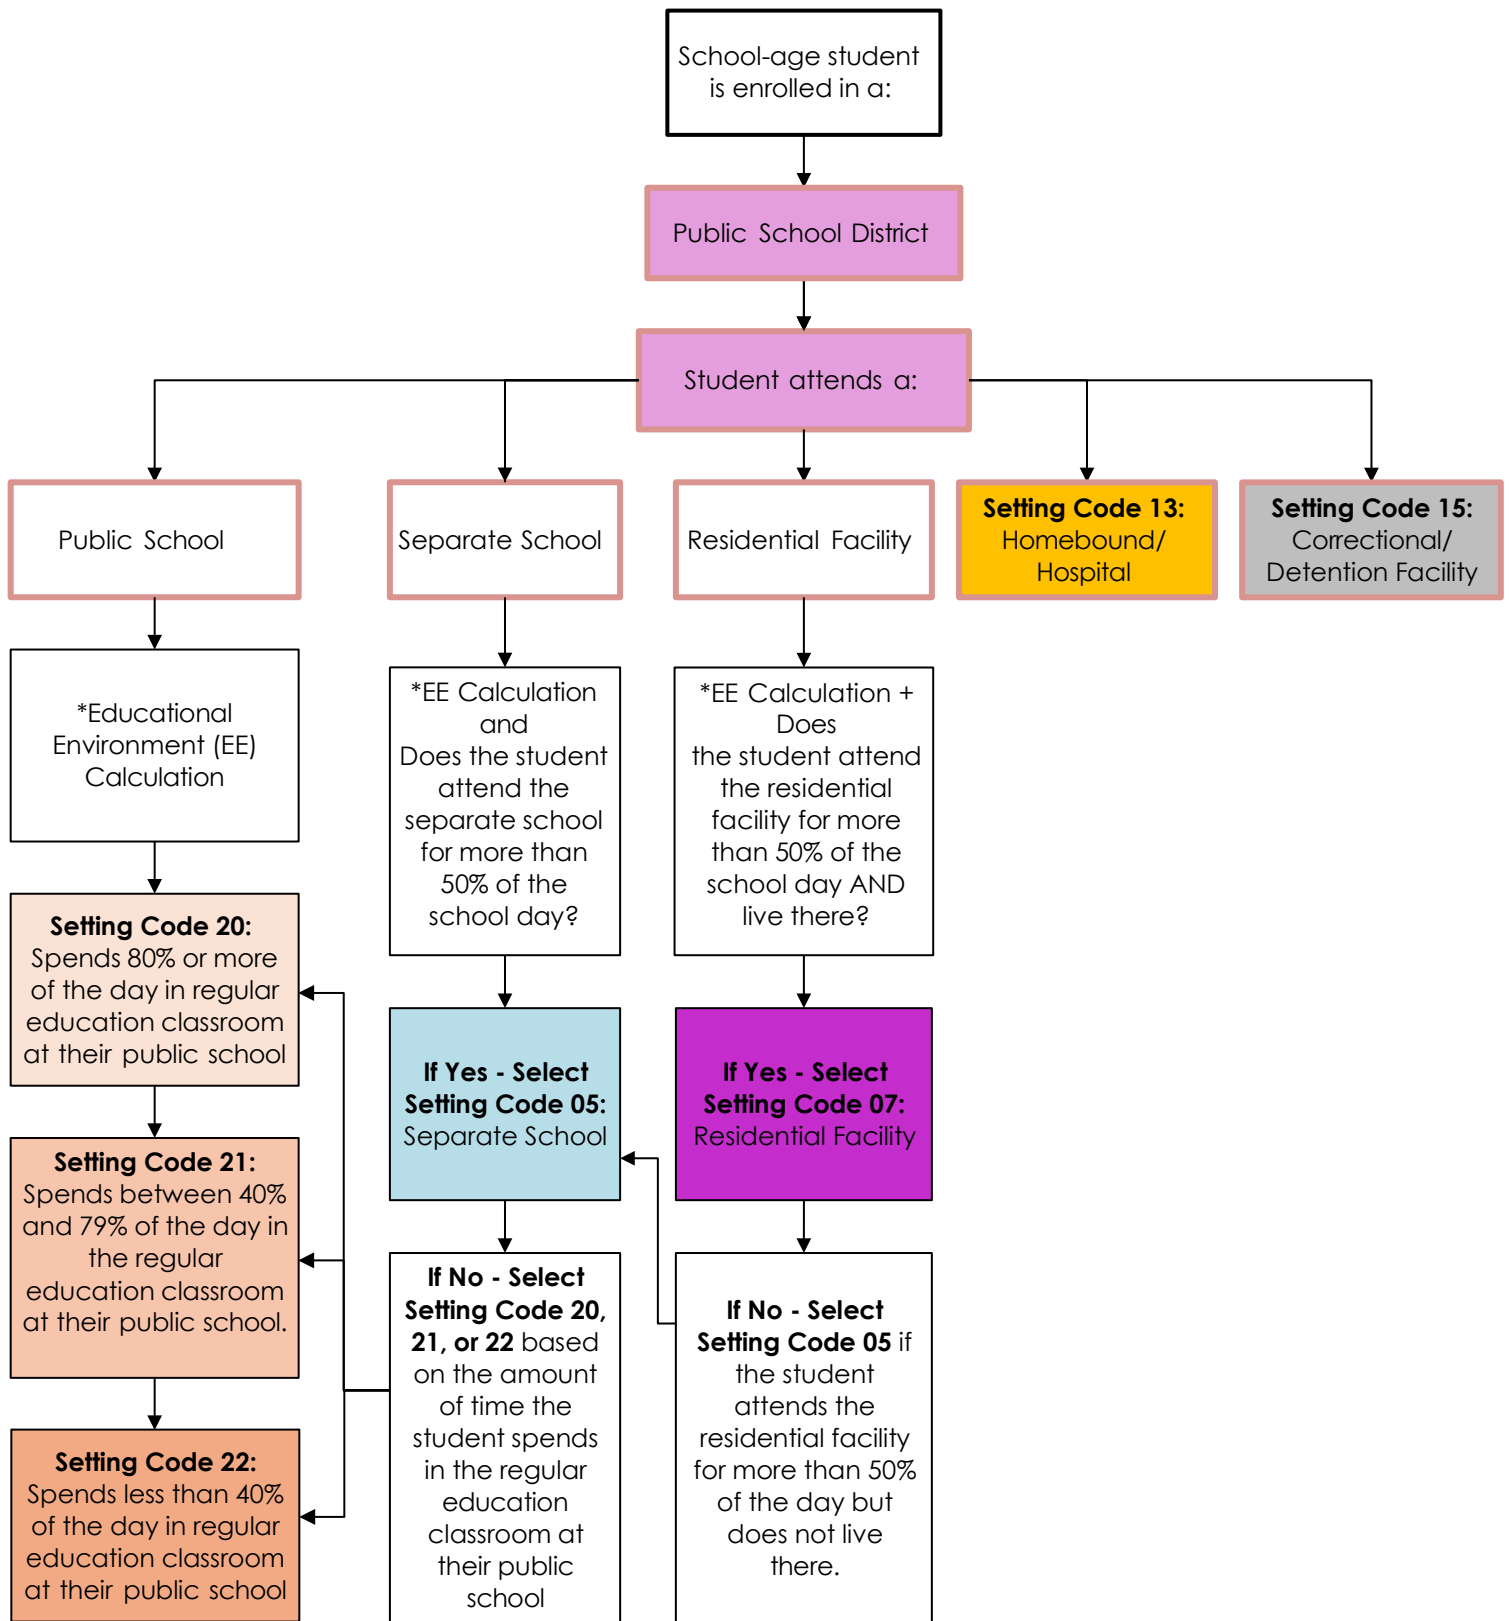 School-age student
is enrolled in a:
Public School District
Student attends a:
Public School
Separate School
Residential Facility
Setting Code 13:
Homebound/
Hospital
Setting Code 15:
Correctional/
Detention Facility
*Educational
Environment (EE)
Calculation
*EE Calculation
and
Does the student
attend the
separate school
for more than
50% of the
school day?
*EE Calculation +
Does
the student attend
the residential
facility for more
than 50% of the
school day AND
live there?
Setting Code 20:
Spends 80% or more
of the day in regular
education classroom
at their public school
If Yes - Select
Setting Code 05:
Separate School
If Yes - Select
Setting Code 07:
Residential Facility
Setting Code 21:
Spends between 40%
and 79% of the day in
the regular
education classroom
at their public school.
If No - Select
Setting Code 20,
21, or 22 based
on the amount
of time the
student spends
in the regular
education
classroom at
their public
school
If No - Select
Setting Code 05 if
the student
attends the
residential facility
for more than 50%
of the day but
does not live
there.
Setting Code 22:
Spends less than 40%
of the day in regular
education classroom
at their public school